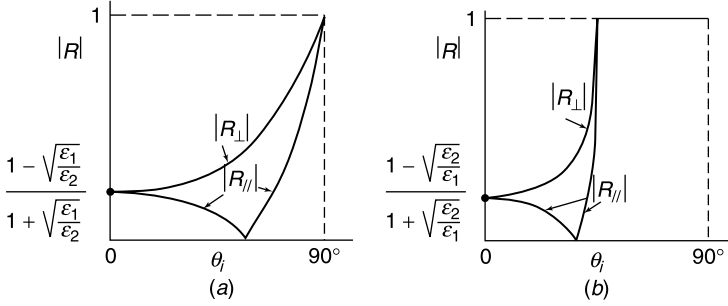 1
|R|
|R⊥|
|R//|
1 − √(ε1/ε2)
1 + √(ε1/ε2)
0
θi
90°
(a)
1
|R|
|R⊥|
|R//|
1 − √(ε2/ε1)
1 + √(ε2/ε1)
0
θi
90°
(b)